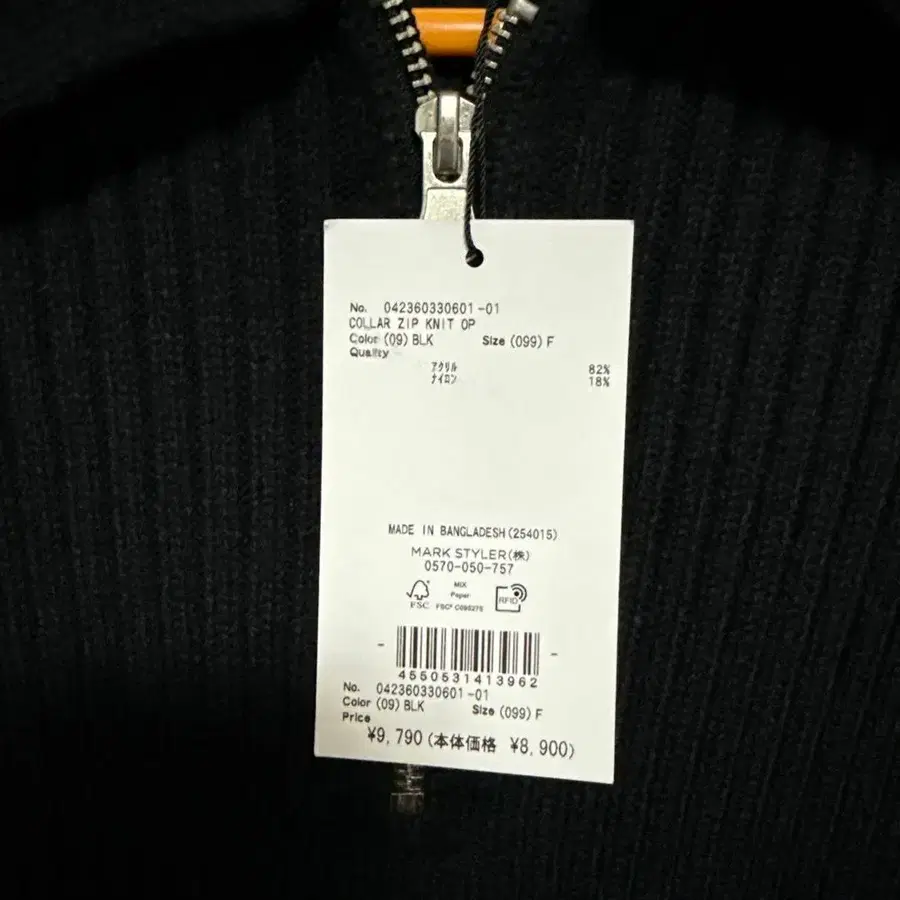 No. 042360330601-01
COLLAR ZIP KNIT OP
Color (09) BLK Size (099) F
Quality
アクリル 82%
ナイロン 18%
MADE IN BANGLADESH (254015)
MARK STYLER(株)
0570-050-757
MIX
Paper
FSC FSC® C095275 RFID
4550531413962
No. 042360330601-01
Color (09) BLK Size (099) F
Price
¥9,790 (本体価格 ¥8,900)